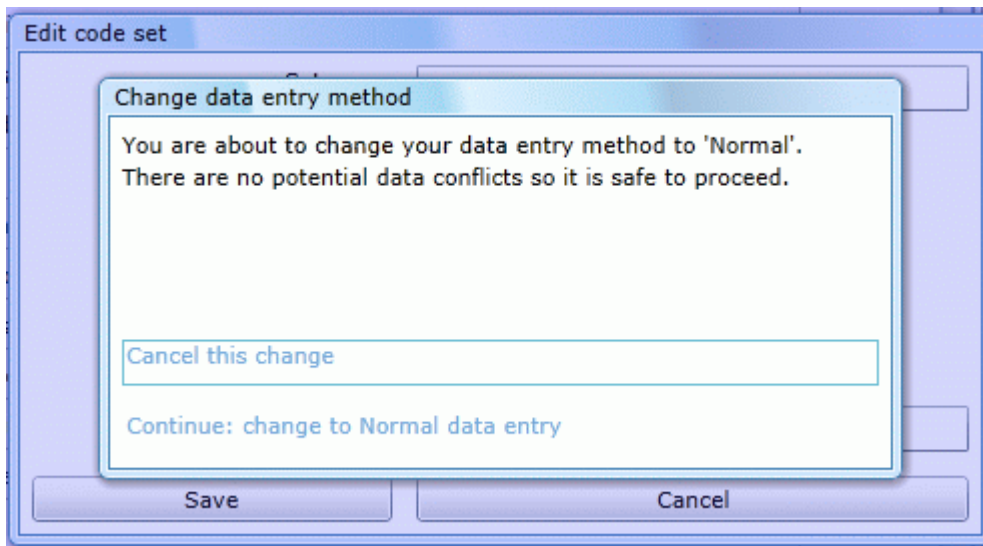 Edit code set
Change data entry method
You are about to change your data entry method to 'Normal'.
There are no potential data conflicts so it is safe to proceed.
Cancel this change
Continue: change to Normal data entry
Save
Cancel